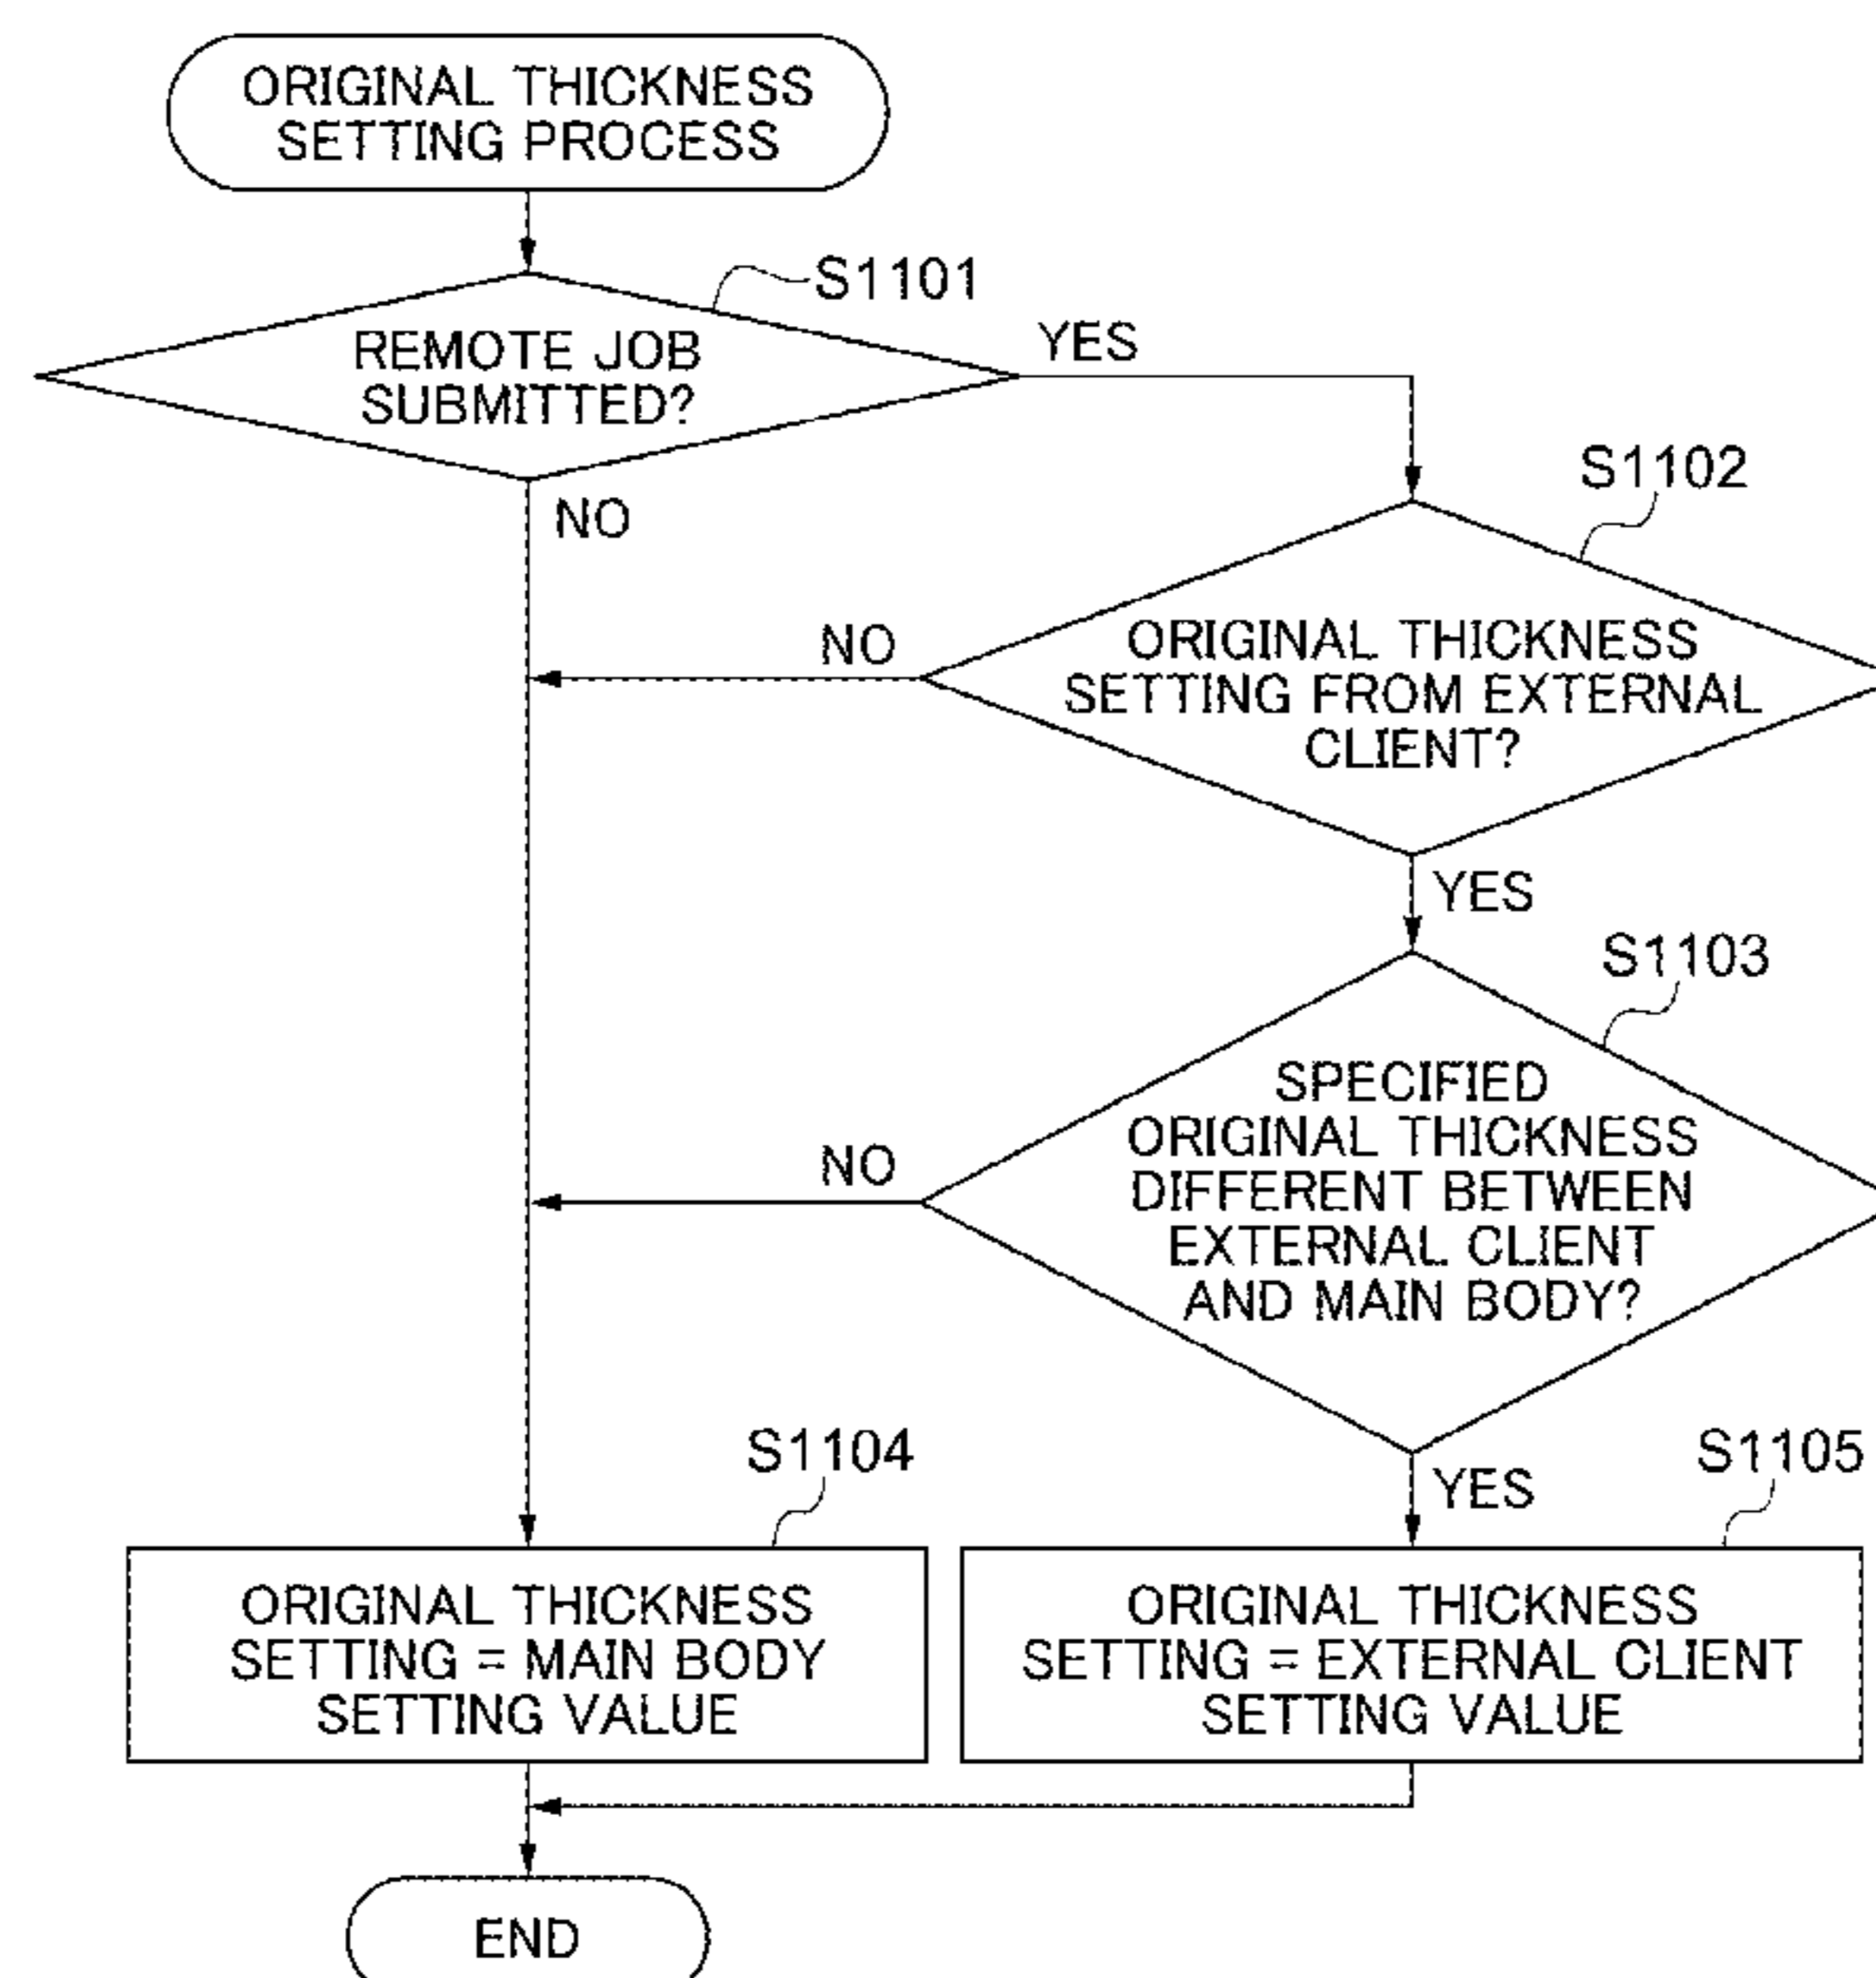 ORIGINAL THICKNESS
SETTING PROCESS
S1101
REMOTE JOB
SUBMITTED?
YES
NO
S1102
ORIGINAL THICKNESS
SETTING FROM EXTERNAL
CLIENT?
NO
YES
S1103
SPECIFIED
ORIGINAL THICKNESS
DIFFERENT BETWEEN
EXTERNAL CLIENT
AND MAIN BODY?
NO
YES
S1104
ORIGINAL THICKNESS
SETTING = MAIN BODY
SETTING VALUE
S1105
ORIGINAL THICKNESS
SETTING = EXTERNAL CLIENT
SETTING VALUE
END